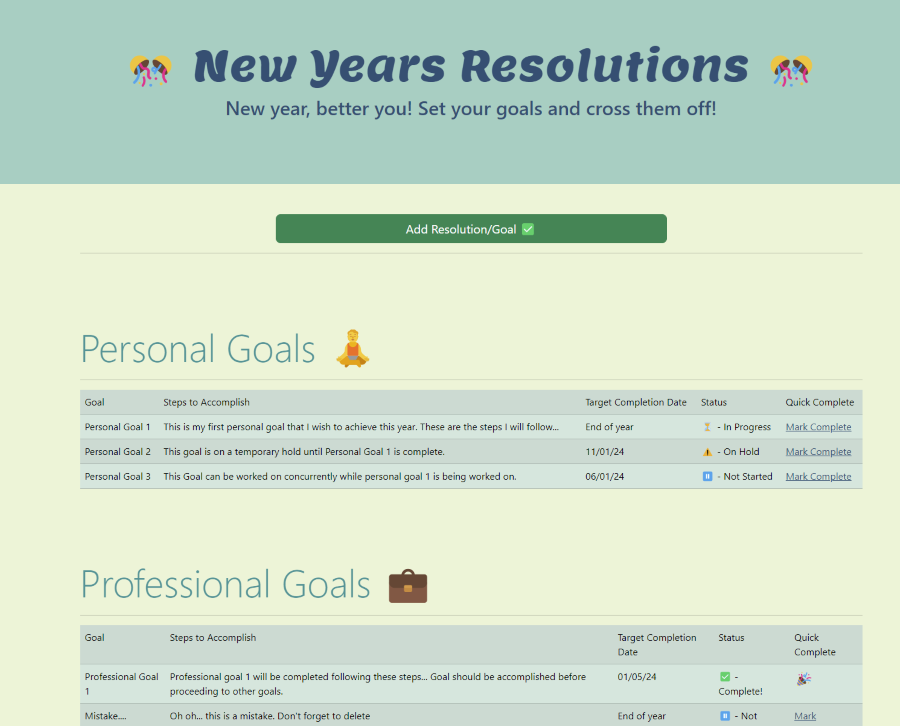 New Years Resolutions
New year, better you! Set your goals and cross them off!
Add Resolution/Goal ✅
Personal Goals
Goal Steps to Accomplish Target Completion Date Status Quick Complete
Personal Goal 1 This is my first personal goal that I wish to achieve this year. These are the steps I will follow... End of year ⏳ - In Progress Mark Complete
Personal Goal 2 This goal is on a temporary hold until Personal Goal 1 is complete. 11/01/24 ⚠️ - On Hold Mark Complete
Personal Goal 3 This Goal can be worked on concurrently while personal goal 1 is being worked on. 06/01/24 ⏸️ - Not Started Mark Complete
Professional Goals
Goal Steps to Accomplish Target Completion Status Quick
Date Complete
Professional Goal Professional goal 1 will be completed following these steps... Goal should be accomplished before 01/05/24 ✅ -
1 proceeding to other goals. Complete!
Mistake.... Oh oh... this is a mistake. Don't forget to delete End of year ⏸️ - Not Mark